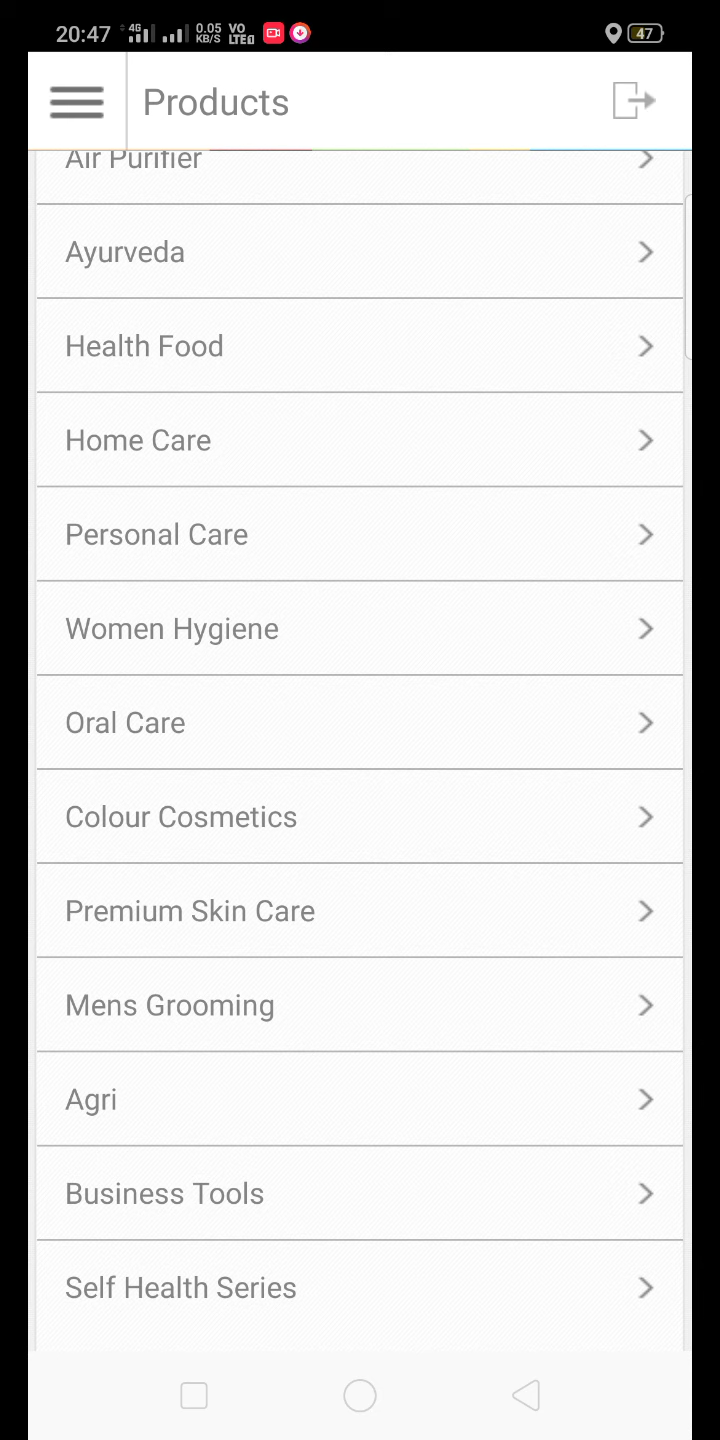 20:47 4G 0.05 KB/S VO LTE 47
Products
Air Purifier
Ayurveda
Health Food
Home Care
Personal Care
Women Hygiene
Oral Care
Colour Cosmetics
Premium Skin Care
Mens Grooming
Agri
Business Tools
Self Health Series